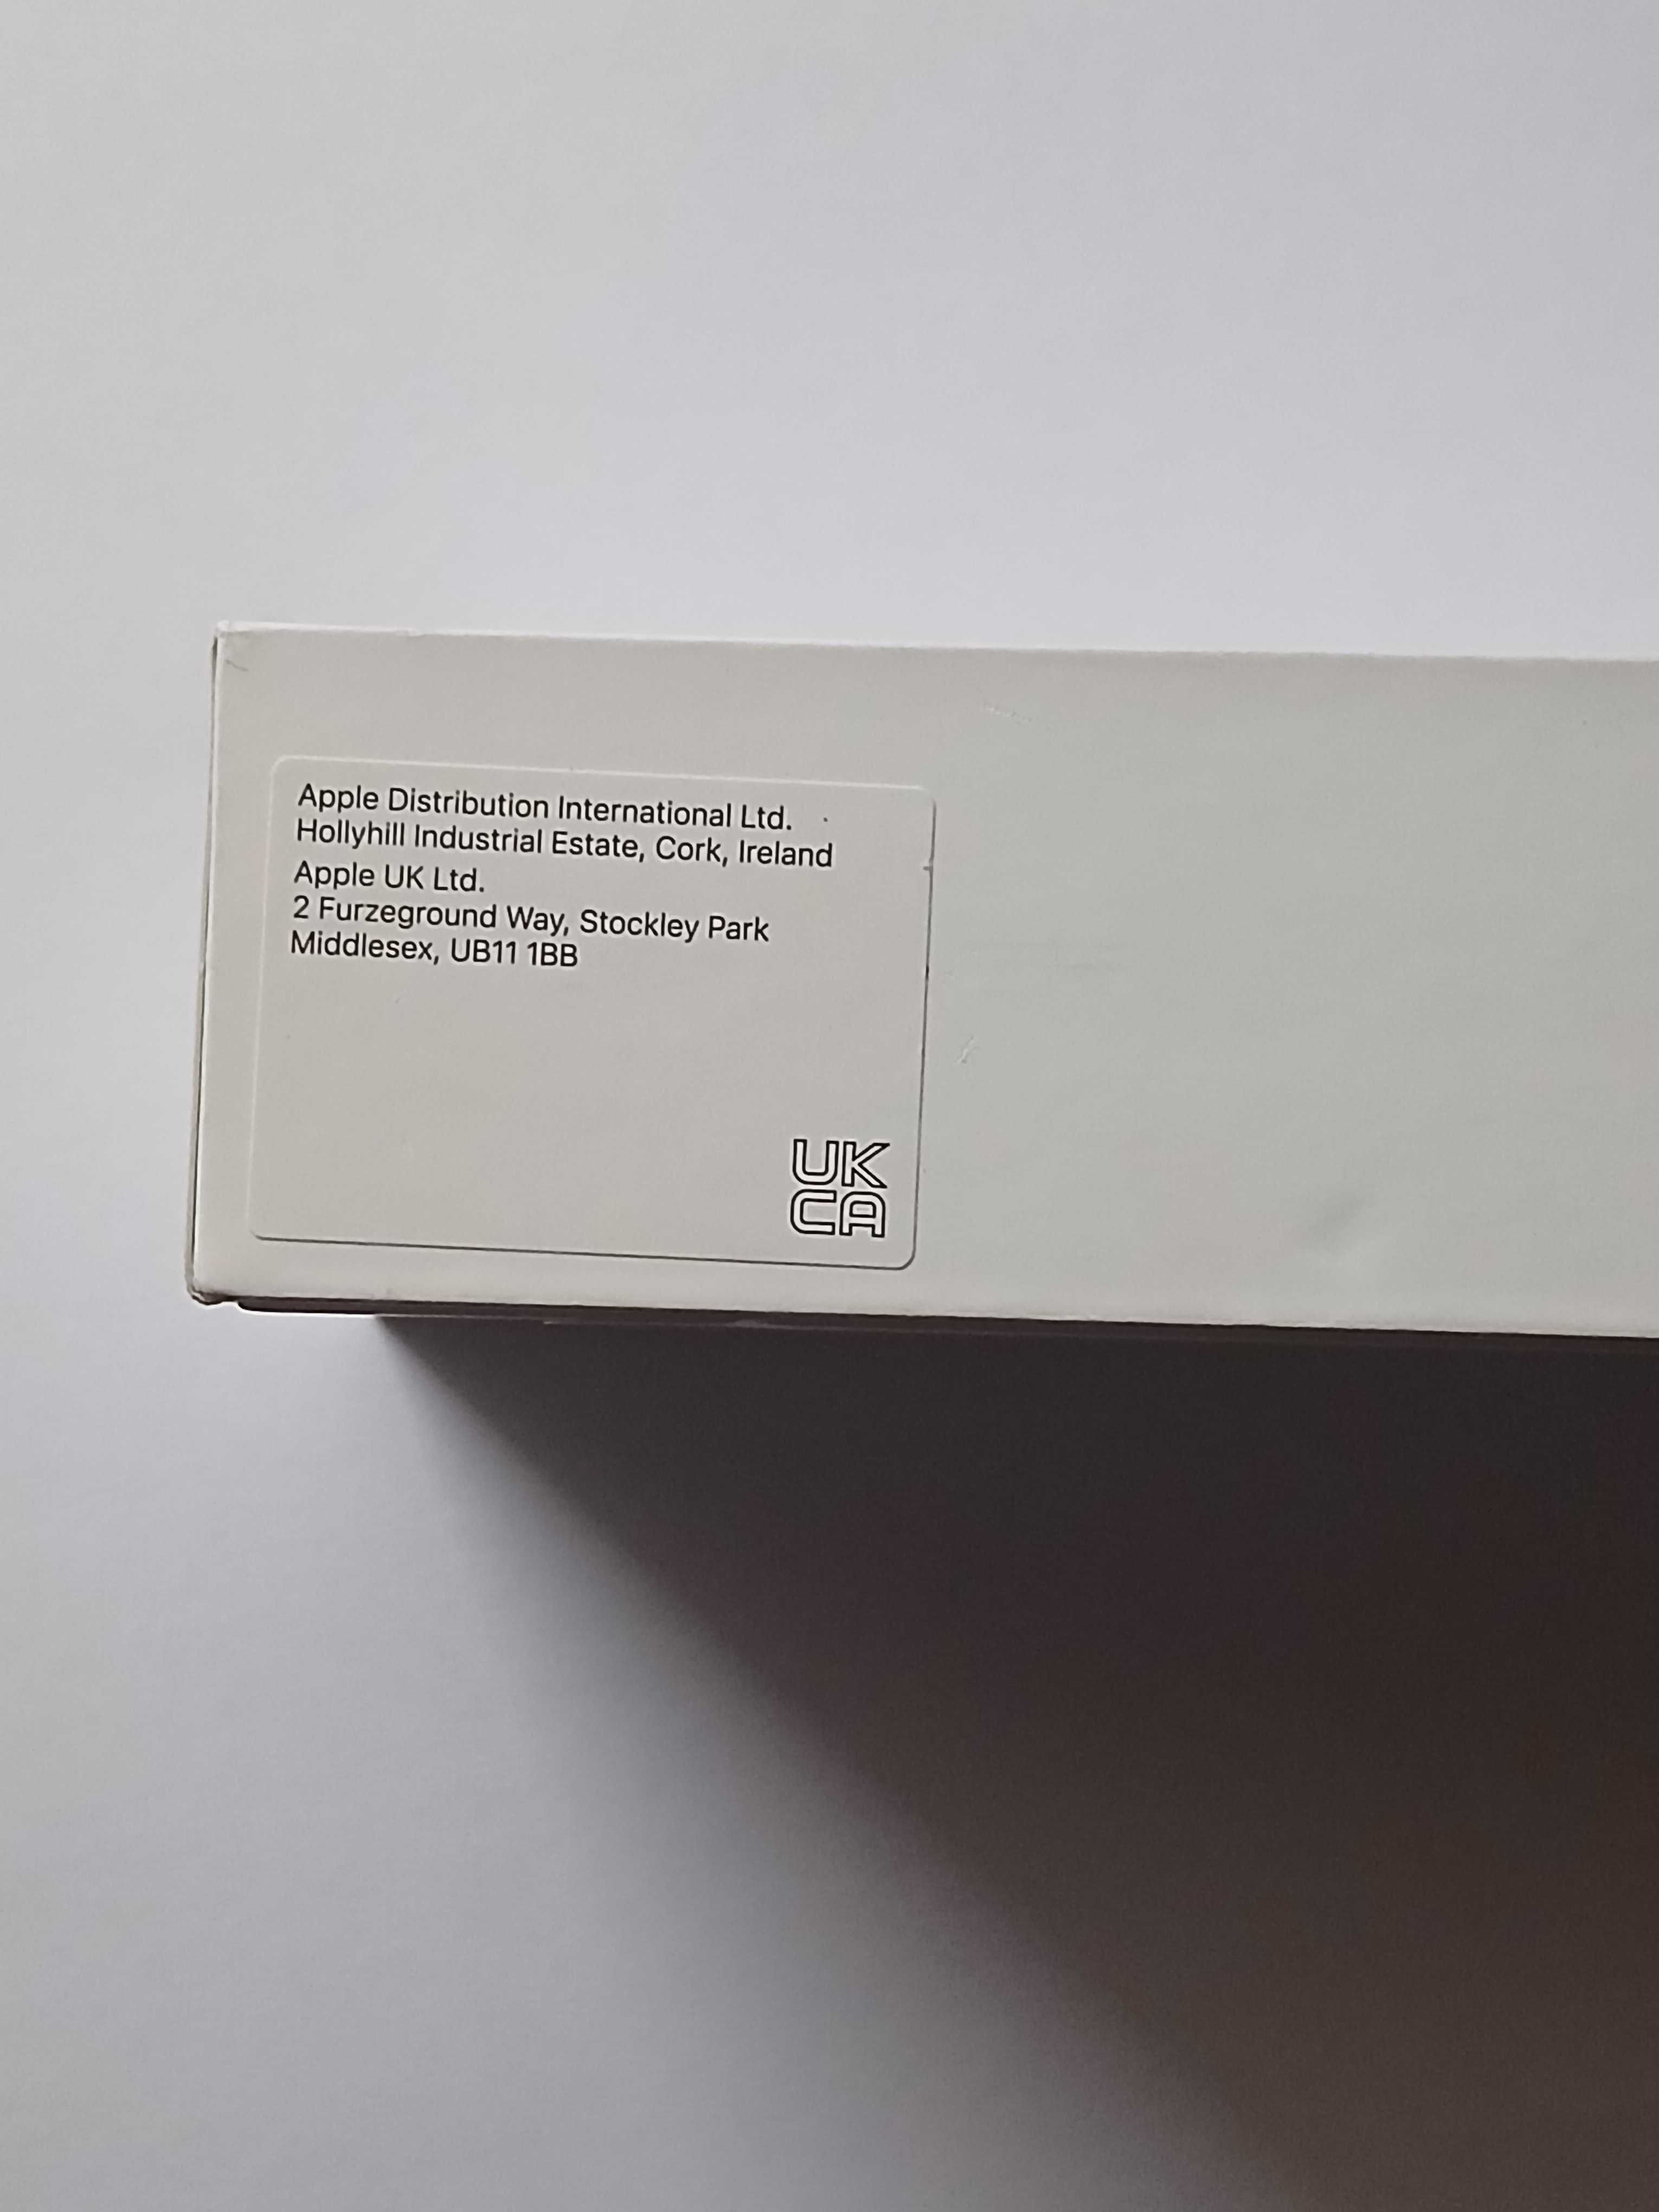 Apple Distribution International Ltd.
Hollyhill Industrial Estate, Cork, Ireland
Apple UK Ltd.
2 Furzeground Way, Stockley Park
Middlesex, UB11 1BB
UK
CA